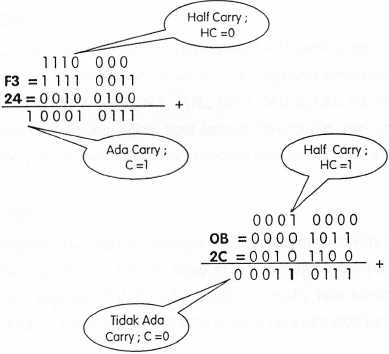 Half Carry ;
HC =0
1110 000
F3 = 1 111 0011
24 = 0010 0100
+
1 0001 0111
Ada Carry ;
C =1
Half Carry ;
HC =1
0001 0000
OB = 0000 1011
2C = 0010 1100
+
0 0011 0111
Tidak Ada
Carry ; C =0